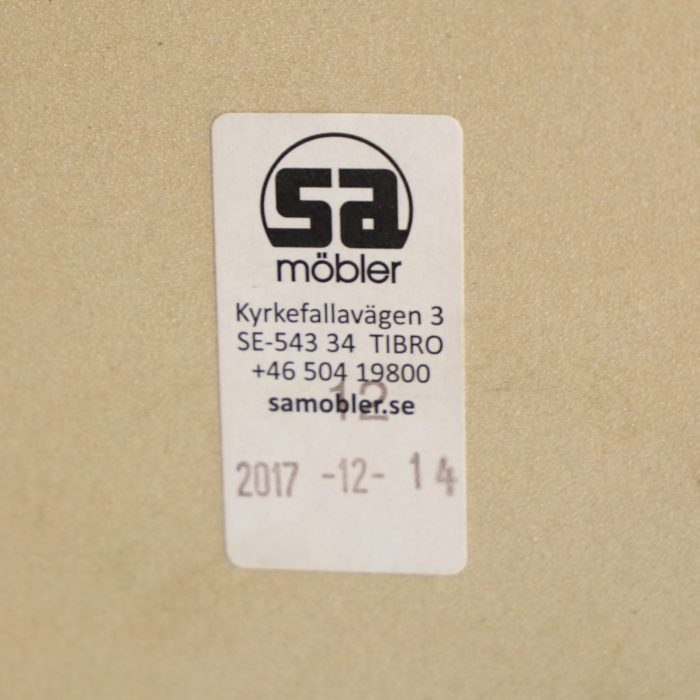 sa
möbler
Kyrkefallavägen 3
SE-543 34 TIBRO
+46 504 19800
12
samobler.se
2017 -12- 14